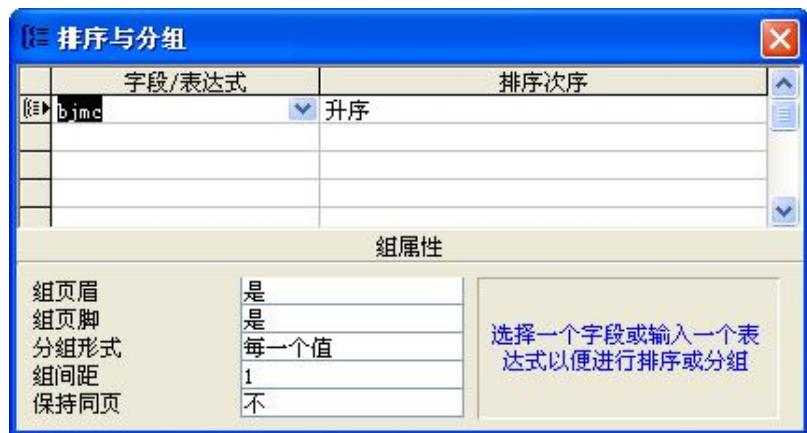 排序与分组
字段/表达式 排序次序
bjmc 升序
组属性
组页眉 是
组页脚 是
分组形式 每一个值
组间距 1
保持同页 不
选择一个字段或输入一个表
达式以便进行排序或分组